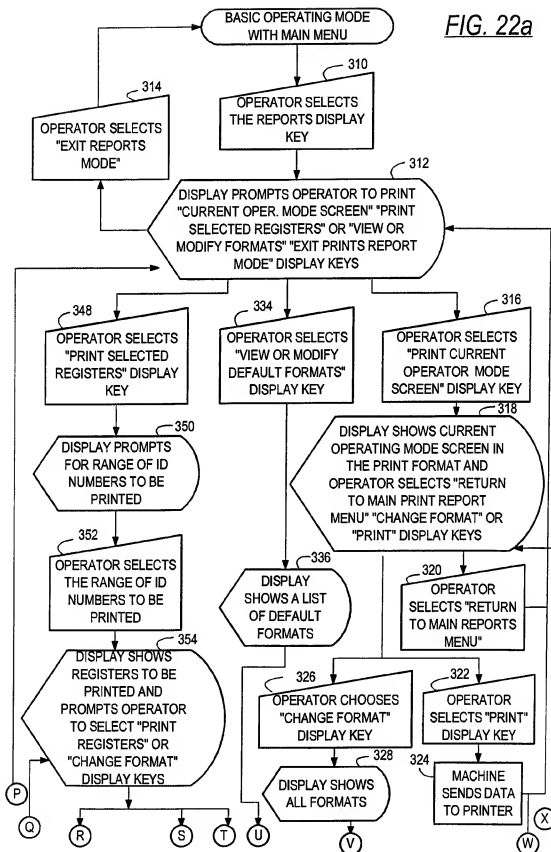 BASIC OPERATING MODE
WITH MAIN MENU
FIG. 22a
314
310
OPERATOR SELECTS
"EXIT REPORTS
MODE"
OPERATOR SELECTS
THE REPORTS DISPLAY
KEY
312
DISPLAY PROMPTS OPERATOR TO PRINT
"CURRENT OPER. MODE SCREEN" "PRINT
SELECTED REGISTERS" OR "VIEW OR
MODIFY FORMATS" "EXIT PRINTS REPORT
MODE" DISPLAY KEYS
348
OPERATOR SELECTS
"PRINT SELECTED
REGISTERS" DISPLAY
KEY
334
OPERATOR SELECTS
"VIEW OR MODIFY
DEFAULT FORMATS"
DISPLAY KEY
316
OPERATOR SELECTS
"PRINT CURRENT
OPERATOR MODE
SCREEN" DISPLAY KEY
318
DISPLAY SHOWS CURRENT
OPERATING MODE SCREEN IN
THE PRINT FORMAT AND
OPERATOR SELECTS "RETURN
TO MAIN PRINT REPORT
MENU" "CHANGE FORMAT" OR
"PRINT" DISPLAY KEYS
350
DISPLAY PROMPTS
FOR RANGE OF ID
NUMBERS TO BE
PRINTED
352
OPERATOR SELECTS
THE RANGE OF ID
NUMBERS TO BE
PRINTED
336
DISPLAY
SHOWS A LIST
OF DEFAULT
FORMATS
320
OPERATOR
SELECTS "RETURN
TO MAIN REPORTS
MENU"
354
DISPLAY SHOWS
REGISTERS TO BE
PRINTED AND
PROMPTS OPERATOR
TO SELECT "PRINT
REGISTERS" OR
"CHANGE FORMAT"
DISPLAY KEYS
326
OPERATOR CHOOSES
"CHANGE FORMAT"
DISPLAY KEY
322
OPERATOR
SELECTS "PRINT"
DISPLAY KEY
328
DISPLAY SHOWS
ALL FORMATS
324
MACHINE
SENDS DATA
TO PRINTER
P
Q
R
S
T
U
V
W
X